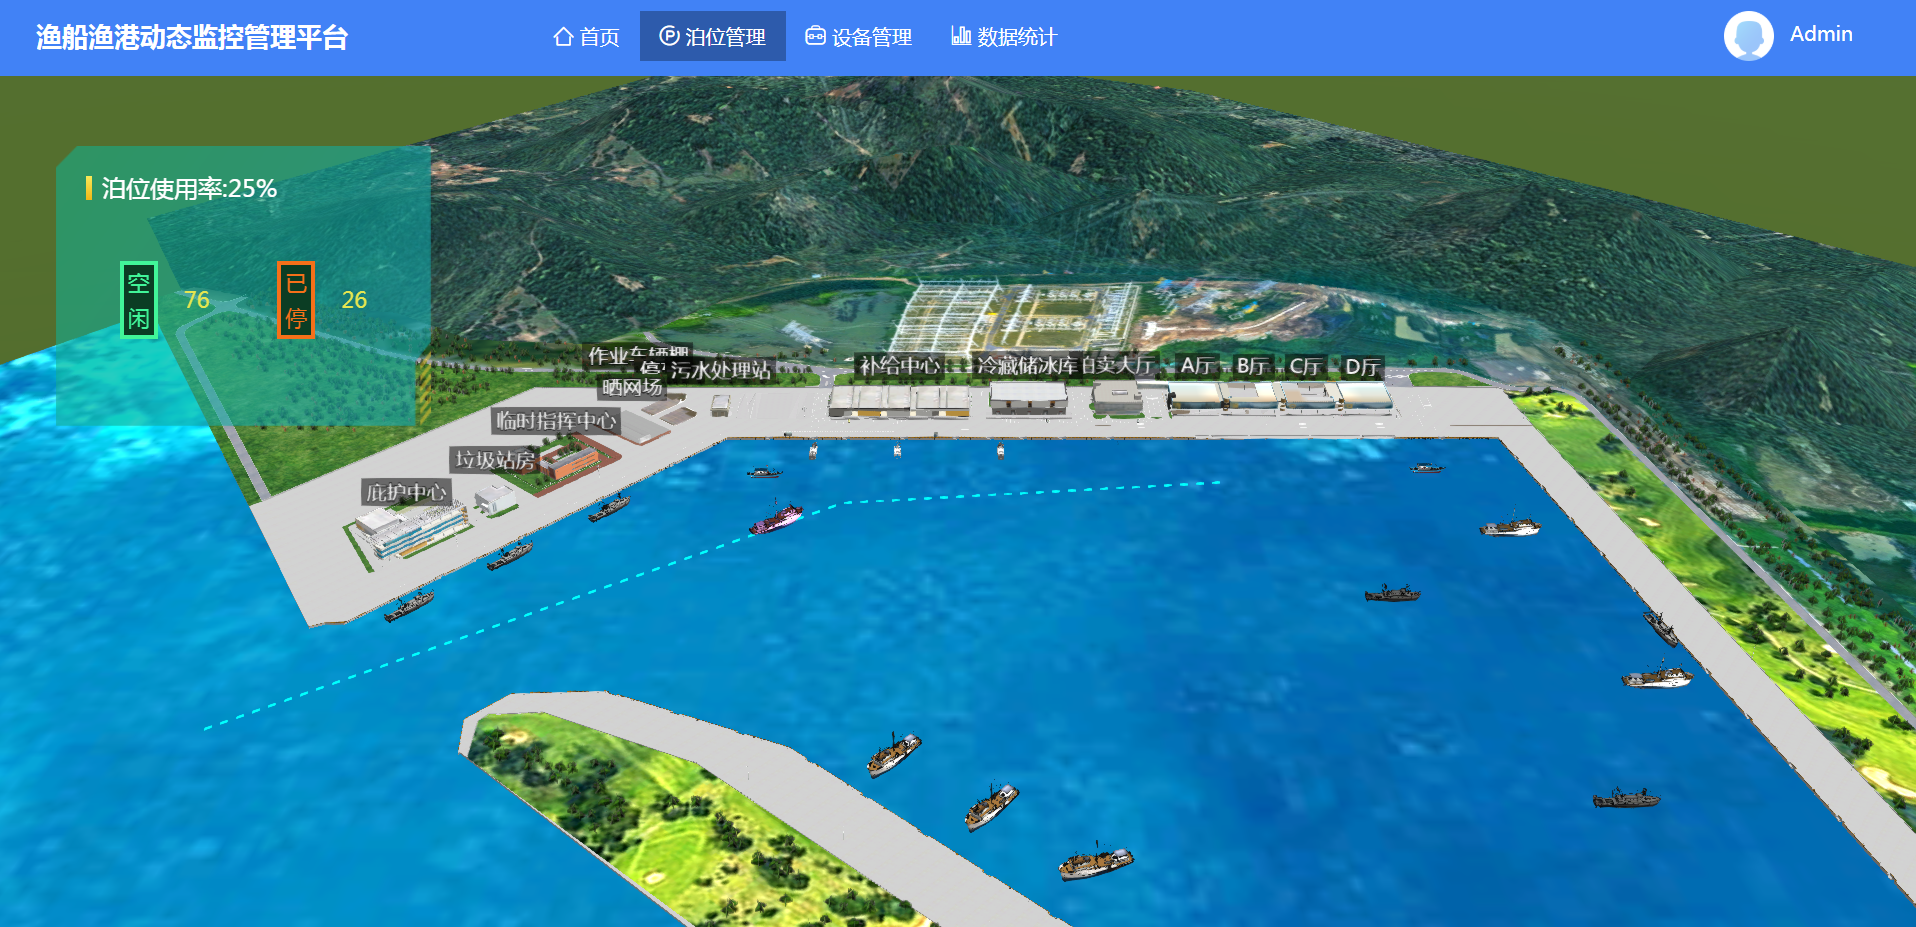 渔船渔港动态监控管理平台
首页
泊位管理
设备管理
数据统计
Admin
泊位使用率:25%
空闲
76
已停
26
作业车辆棚
停
污水处理站
晒网场
补给中心
冷藏储冰库
卖大厅
A厅
B厅
C厅
D厅
临时指挥中心
垃圾站房
庇护中心